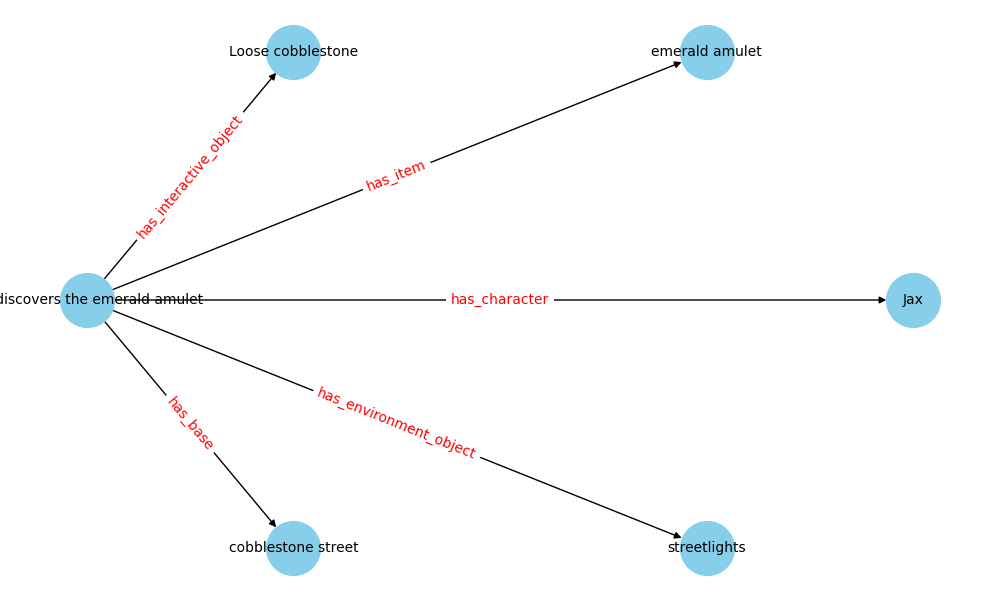 Loose cobblestone
emerald amulet
has_interactive_object
has_item
discovers the emerald amulet
has_character
Jax
has_base
has_environment_object
cobblestone street
streetlights